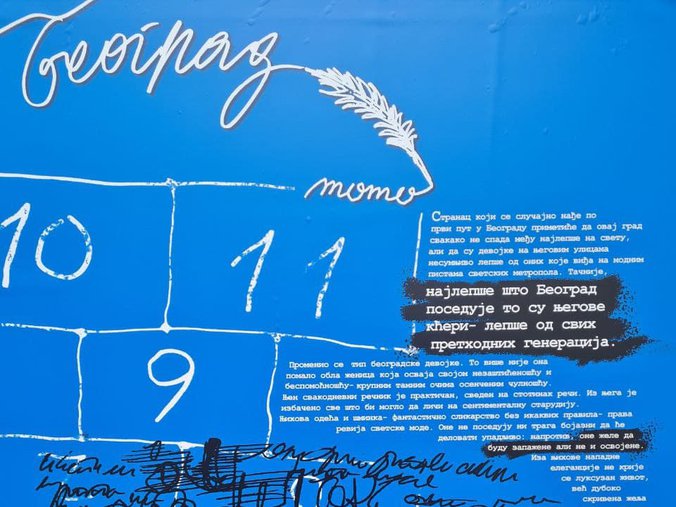 београд
момо
10
11
9
Странац који се случајно нађе по
први пут у Београду приметиће да овај град
свакако не спада међу најлепше на свету,
али да су девојке на његовим улицама
несумњиво лепше од оних које виђа на модним
пистама светских метропола. Тачније,
најлепше што Београд
поседује то су његове
кћери- лепше од свих
претходних генерација.
Променио се тип београдске девојке. То више није она
помало обла женица која осваја својом незаштићеношћу и
беспомоћношћу- крупним тамним очима осенченим чулношћу.
Њен свакодневни речник је практичан, сведен на стотинак речи. Из њега је
избачено све што би могло да личи на сентименталну старудију.
Њихова одећа и шминка- фантастично сликарство без икаквих правила- права
ревија светске моде. Оне не поседују ни трага бојазни да ће
деловати упадљиво: напротив, оне желе да
буду запажене али не и освојене.
Иза њихове нападне
елеганције не крије
се луксузан живот,
већ дубоко
скривена жеља